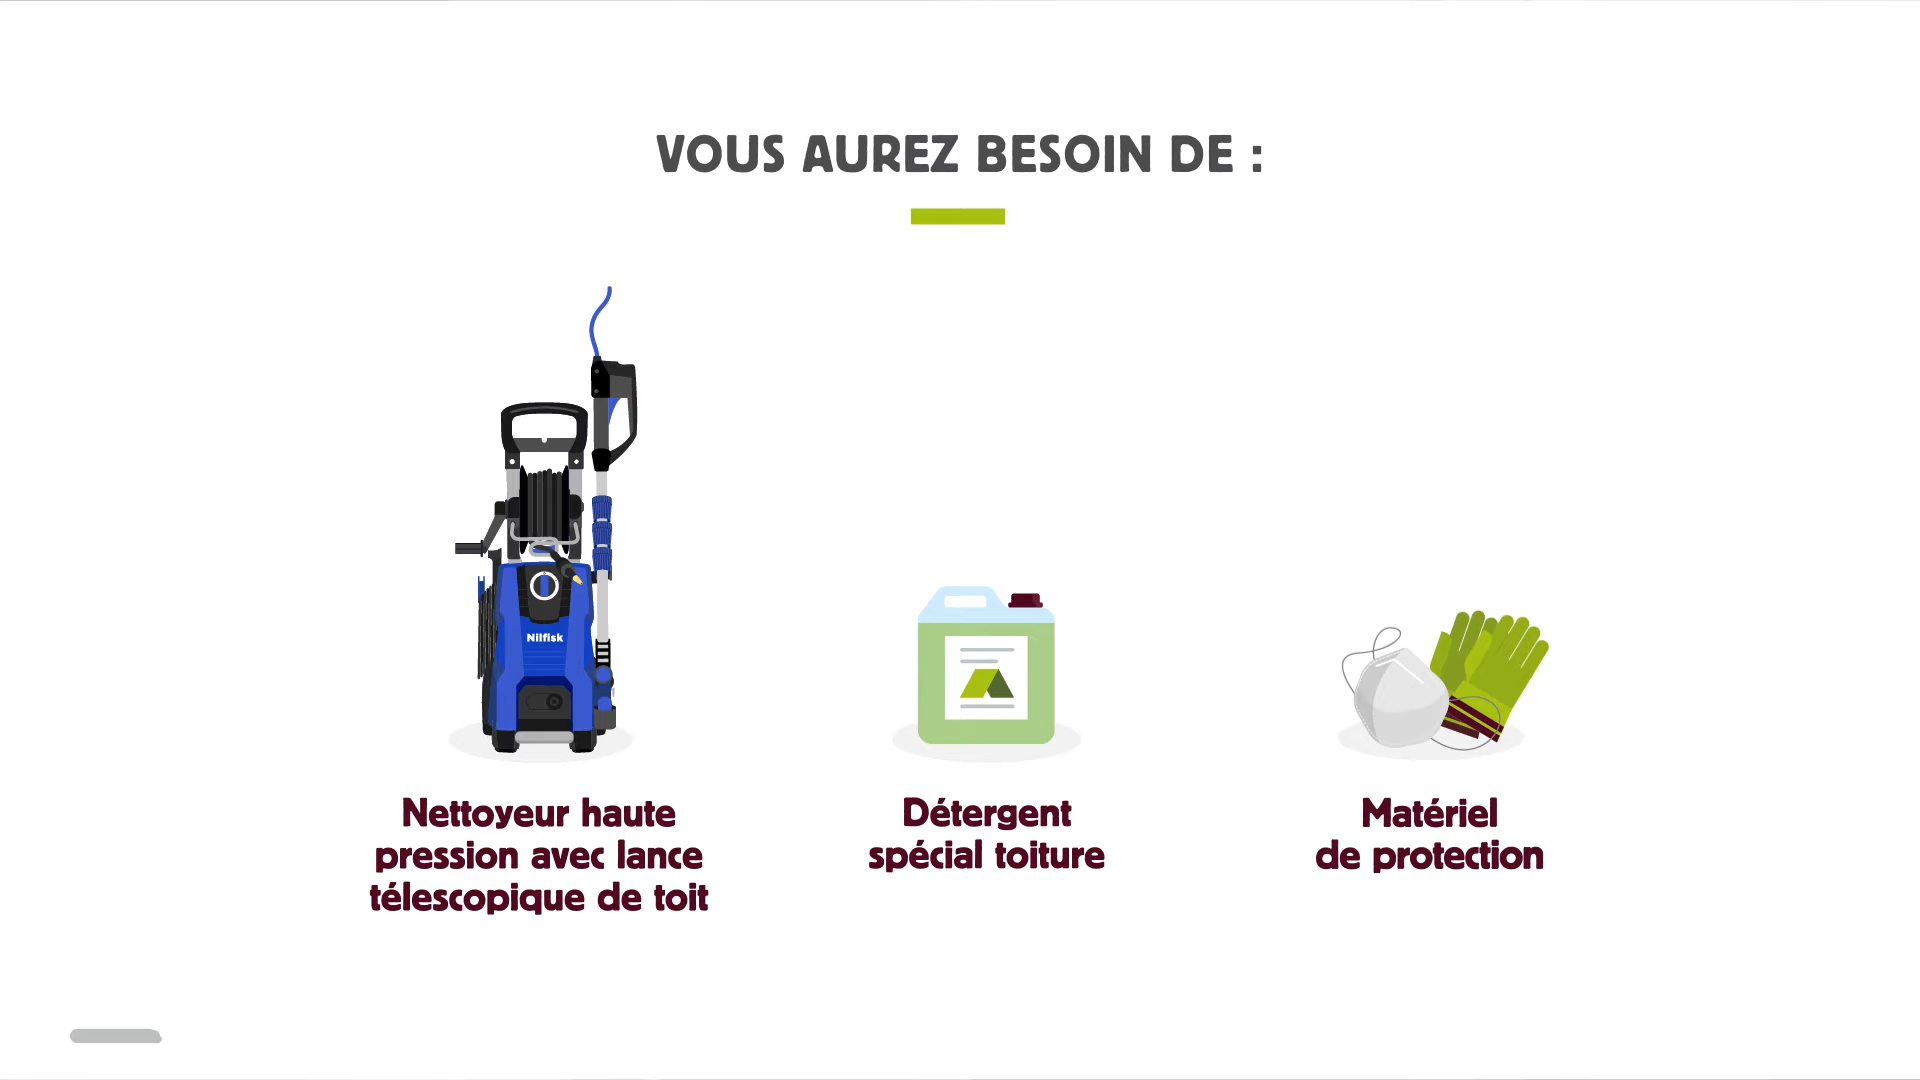 VOUS AUREZ BESOIN DE :
Nilfisk
Nettoyeur haute
pression avec lance
télescopique de toit
Détergent
spécial toiture
Matériel
de protection